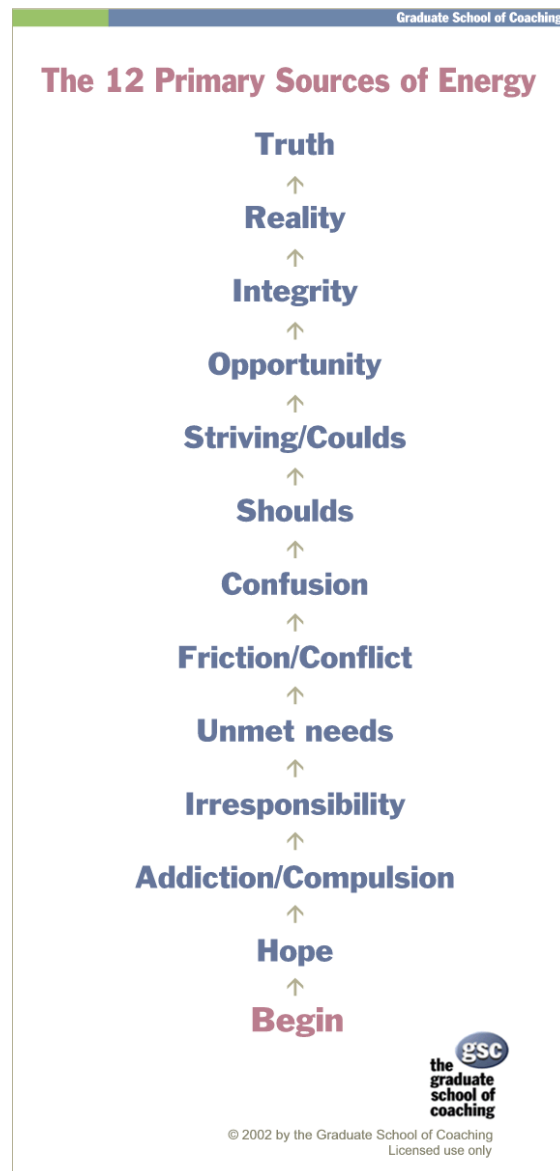 Graduate School of Coaching
The 12 Primary Sources of Energy
Truth
Reality
Integrity
Opportunity
Striving/Coulds
Shoulds
Confusion
Friction/Conflict
Unmet needs
Irresponsibility
Addiction/Compulsion
Hope
Begin
gsc
the
graduate
school of
coaching
© 2002 by the Graduate School of Coaching
Licensed use only